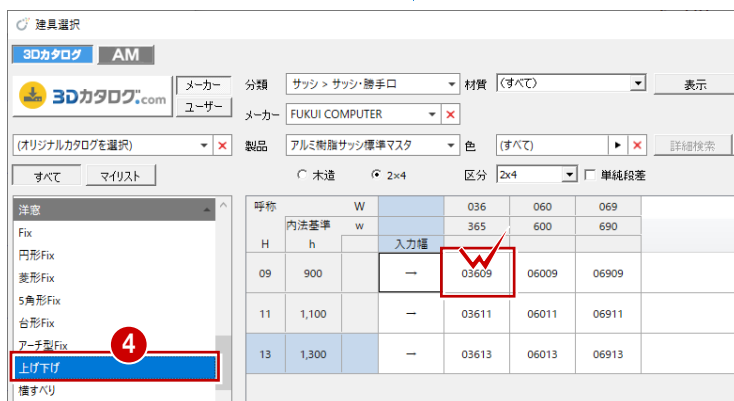 建具選択
3Dカタログ AM
3Dカタログ.com メーカー 分類 サッシ > サッシ・勝手口 材質 (すべて) 表示
ユーザー メーカー FUKUI COMPUTER
(オリジナルカタログを選択) 製品 アルミ樹脂サッシ標準マスタ 色 (すべて) 詳細検索
すべて マイリスト 木造 2×4 区分 2x4 単純段差
洋窓
Fix
円形Fix
菱形Fix
5角形Fix
台形Fix
アーチ型Fix
4
上げ下げ
横すべり
呼称 W 036 060 069
内法基準 w 365 600 690
H h 入力幅
09 900 → 03609 06009 06909
11 1,100 → 03611 06011 06911
13 1,300 → 03613 06013 06913